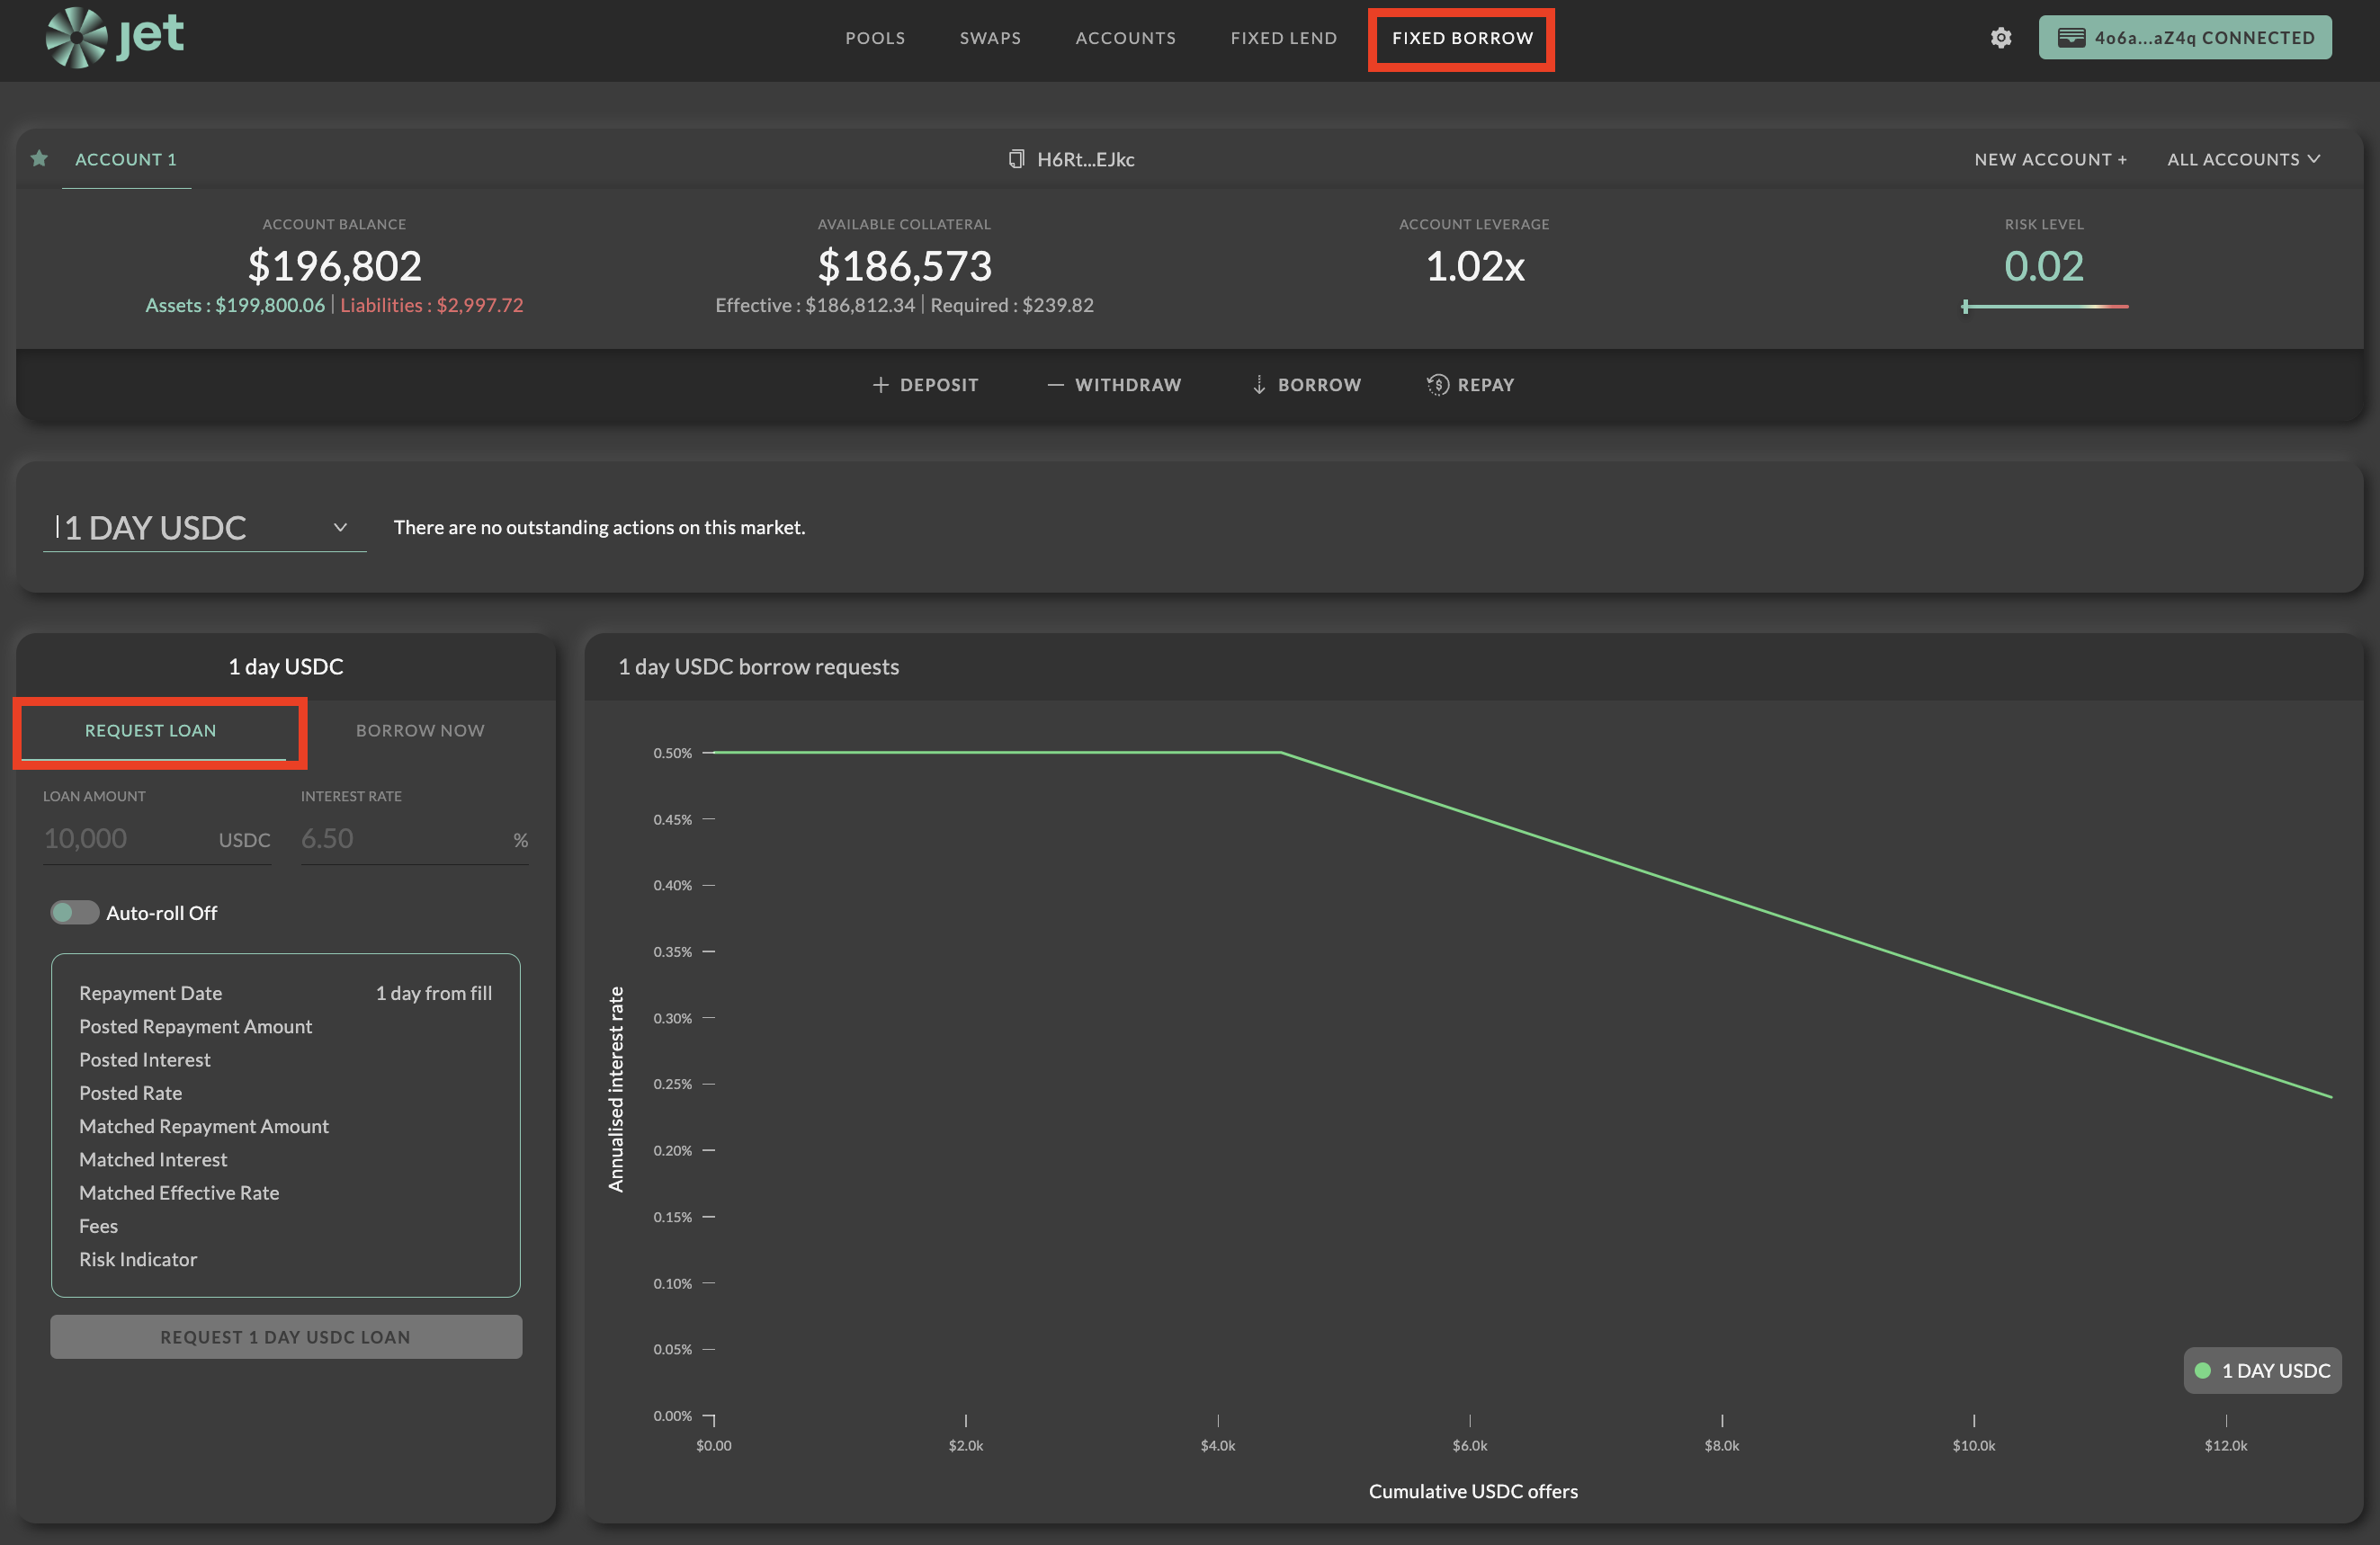 jet
POOLS SWAPS ACCOUNTS FIXED LEND FIXED BORROW
4o6a...aZ4q CONNECTED
ACCOUNT 1
H6Rt...EJkc
NEW ACCOUNT +
ALL ACCOUNTS
ACCOUNT BALANCE
$196,802
Assets : $199,800.06 | Liabilities : $2,997.72
AVAILABLE COLLATERAL
$186,573
Effective : $186,812.34 | Required : $239.82
ACCOUNT LEVERAGE
1.02x
RISK LEVEL
0.02
+ DEPOSIT
— WITHDRAW
BORROW
REPAY
1 DAY USDC
There are no outstanding actions on this market.
1 day USDC
REQUEST LOAN
BORROW NOW
LOAN AMOUNT
10,000 USDC
INTEREST RATE
6.50 %
Auto-roll Off
Repayment Date 1 day from fill
Posted Repayment Amount
Posted Interest
Posted Rate
Matched Repayment Amount
Matched Interest
Matched Effective Rate
Fees
Risk Indicator
REQUEST 1 DAY USDC LOAN
1 day USDC borrow requests
Annualised interest rate
0.50%
0.45%
0.40%
0.35%
0.30%
0.25%
0.20%
0.15%
0.10%
0.05%
0.00%
1 DAY USDC
$0.00 $2.0k $4.0k $6.0k $8.0k $10.0k $12.0k
Cumulative USDC offers